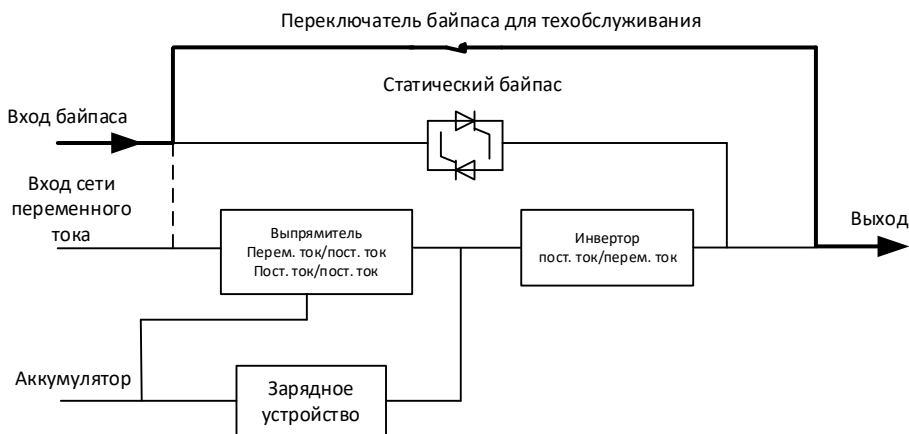 Переключатель байпаса для техобслуживания
Статический байпас
Вход байпаса
Вход сети
переменного
тока
Выпрямитель
Перем. ток/пост. ток
Пост. ток/пост. ток
Инвертор
пост. ток/перем. ток
Выход
Аккумулятор
Зарядное
устройство